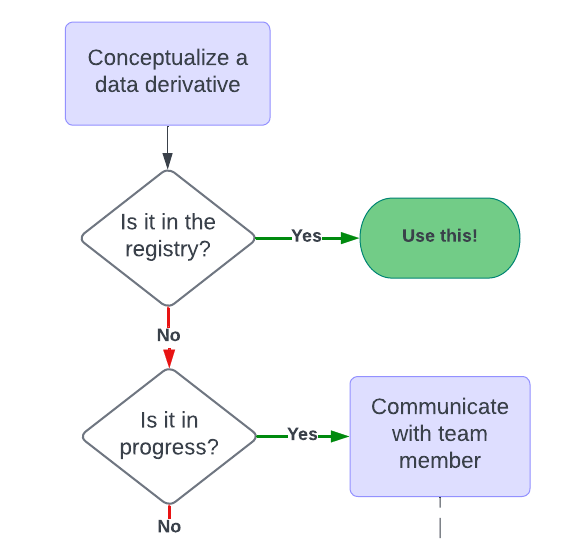 Conceptualize a
data derivative
Is it in the
registry?
Yes
Use this!
No
Is it in
progress?
Yes
Communicate
with team
member
No